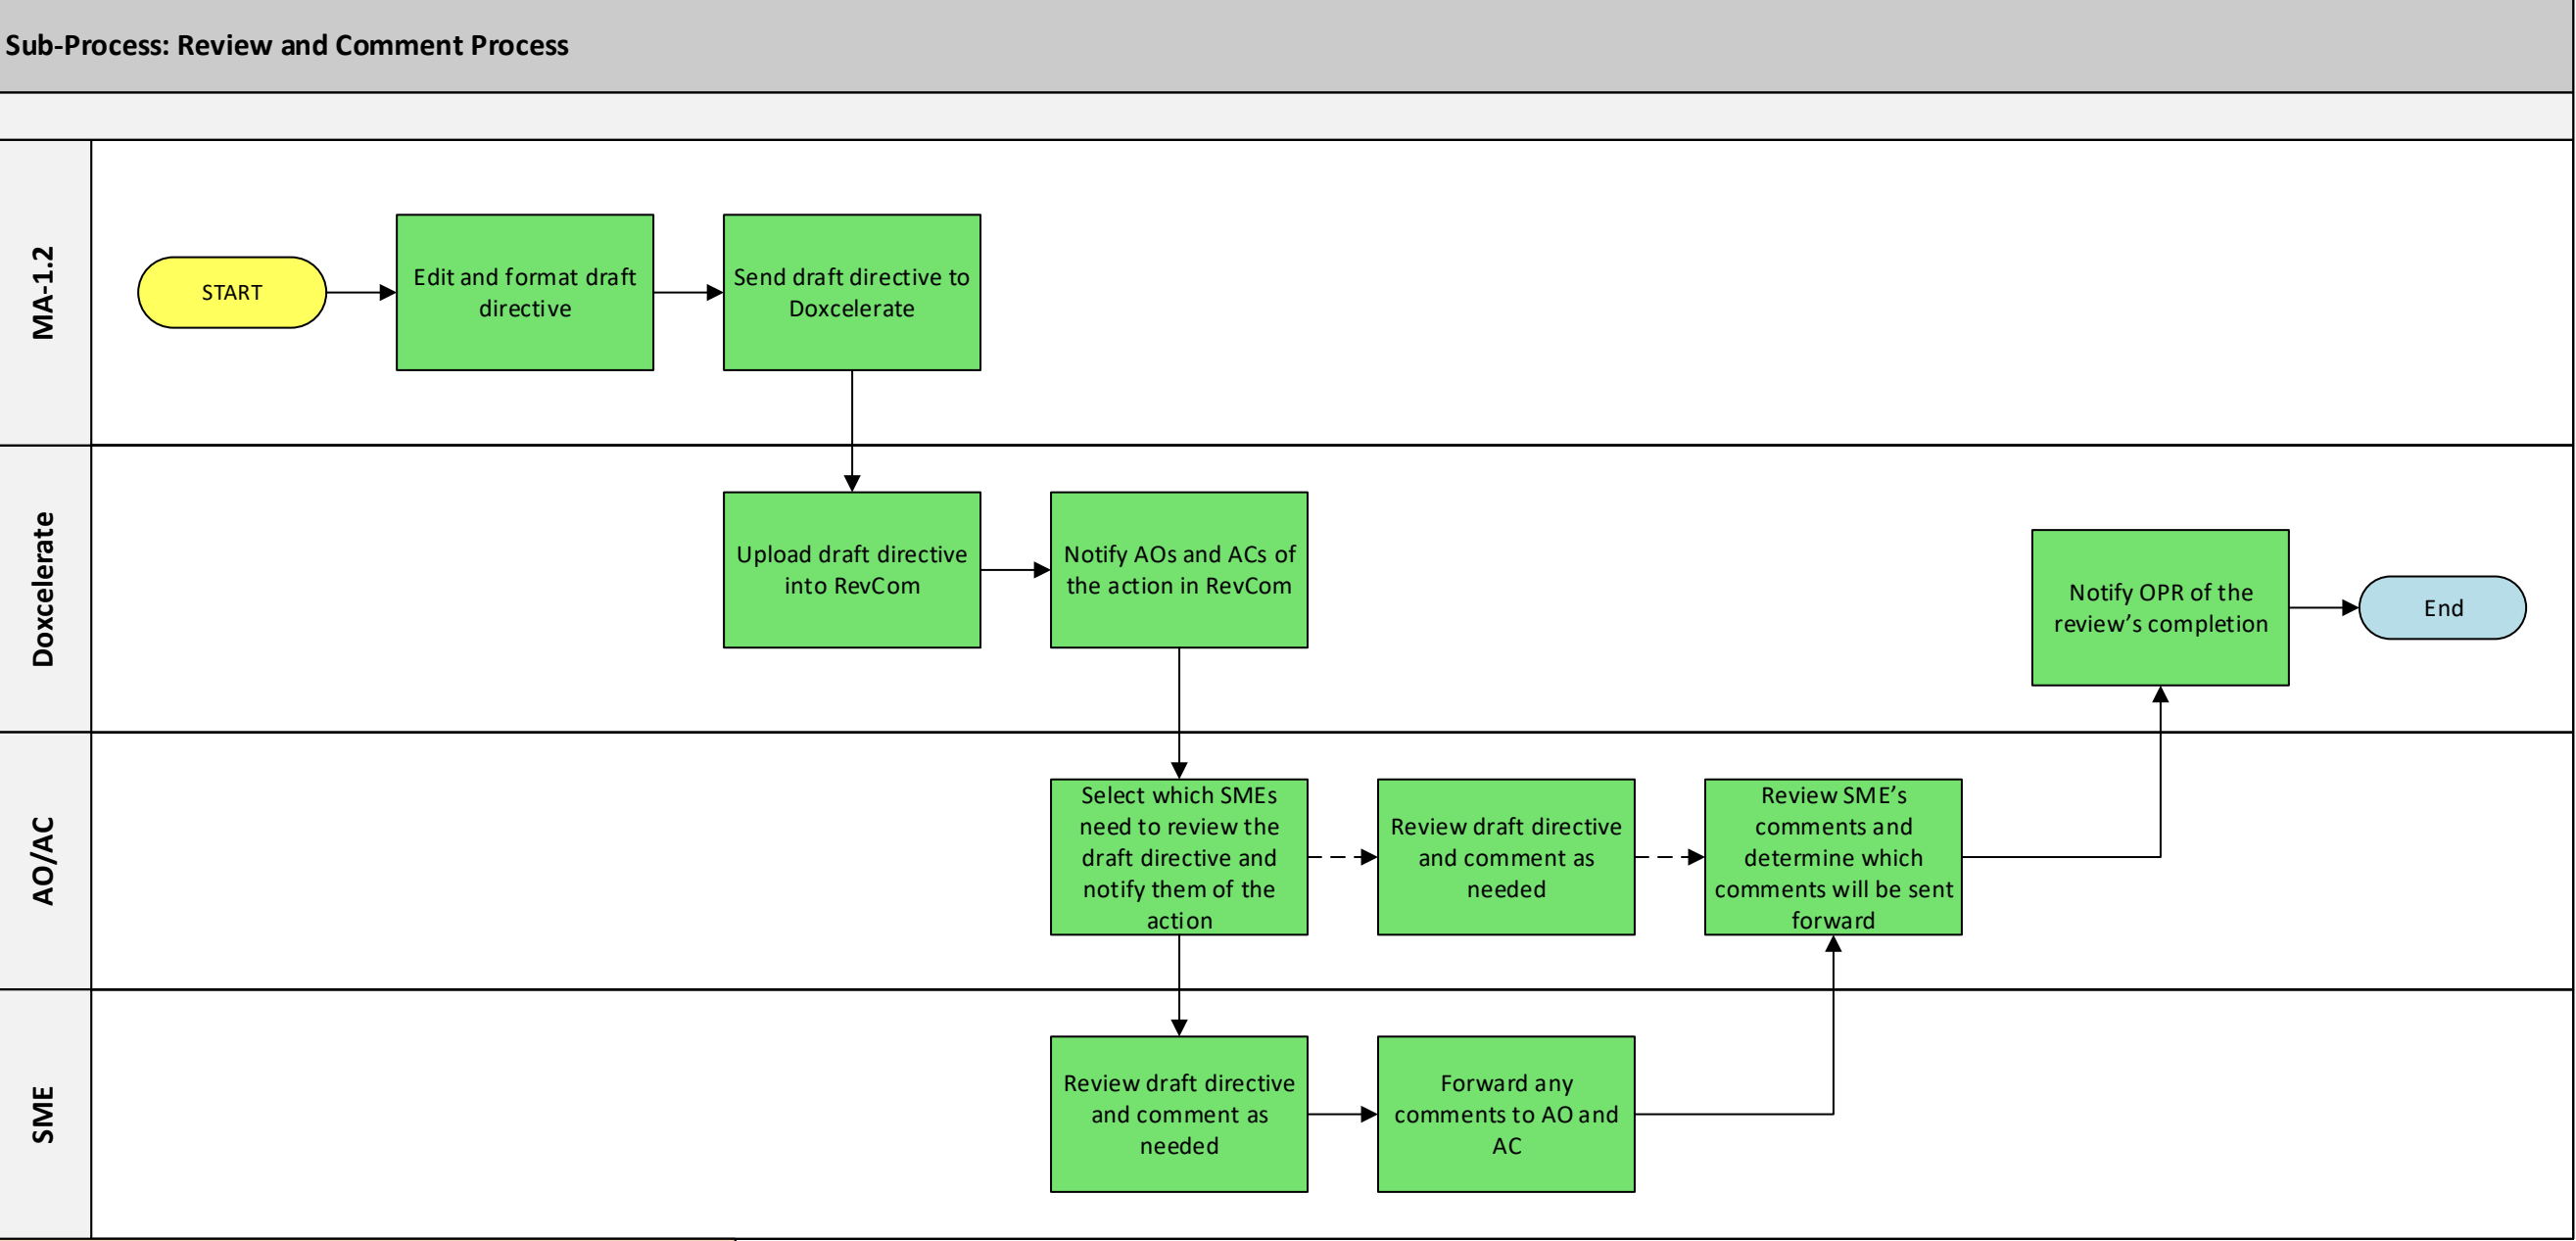 Sub-Process: Review and Comment Process
MA-1.2
START
Edit and format draft
directive
Send draft directive to
Doxcelerate
Doxcelerate
Upload draft directive
into RevCom
Notify AOs and ACs of
the action in RevCom
Notify OPR of the
review’s completion
End
AO/AC
Select which SMEs
need to review the
draft directive and
notify them of the
action
Review draft directive
and comment as
needed
Review SME’s
comments and
determine which
comments will be sent
forward
SME
Review draft directive
and comment as
needed
Forward any
comments to AO and
AC